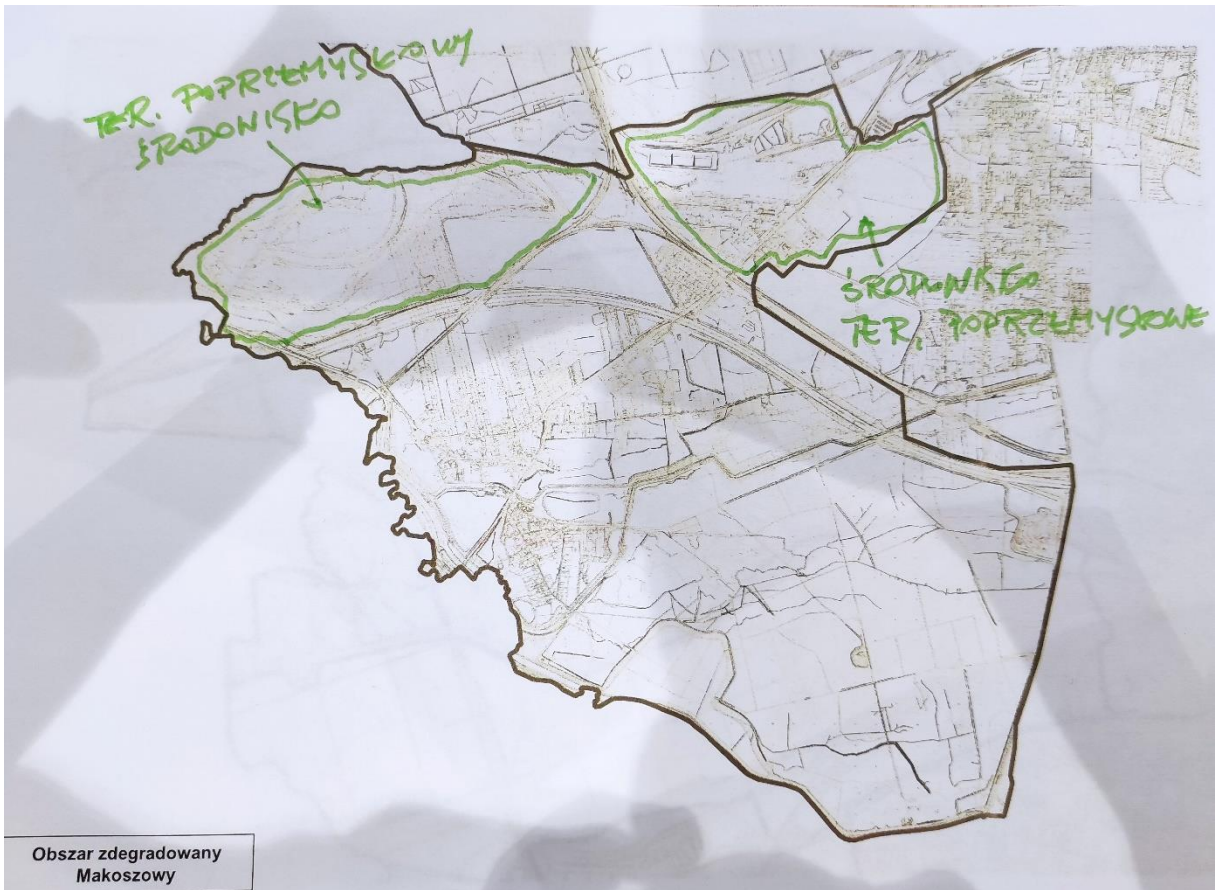 TER. POPRZEMYSŁOWY
ŚRODOWISKO
ŚRODOWISKO
TER. POPRZEMYSŁOWE
Obszar zdegradowany
Makoszowy